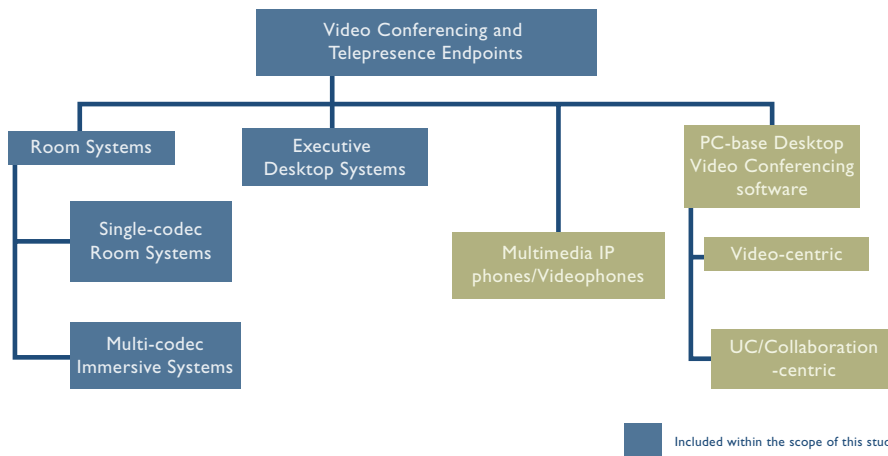 Video Conferencing and
Telepresence Endpoints
Room Systems
Executive
Desktop Systems
PC-base Desktop
Video Conferencing
software
Single-codec
Room Systems
Multimedia IP
phones/Videophones
Video-centric
Multi-codec
Immersive Systems
UC/Collaboration
-centric
Included within the scope of this